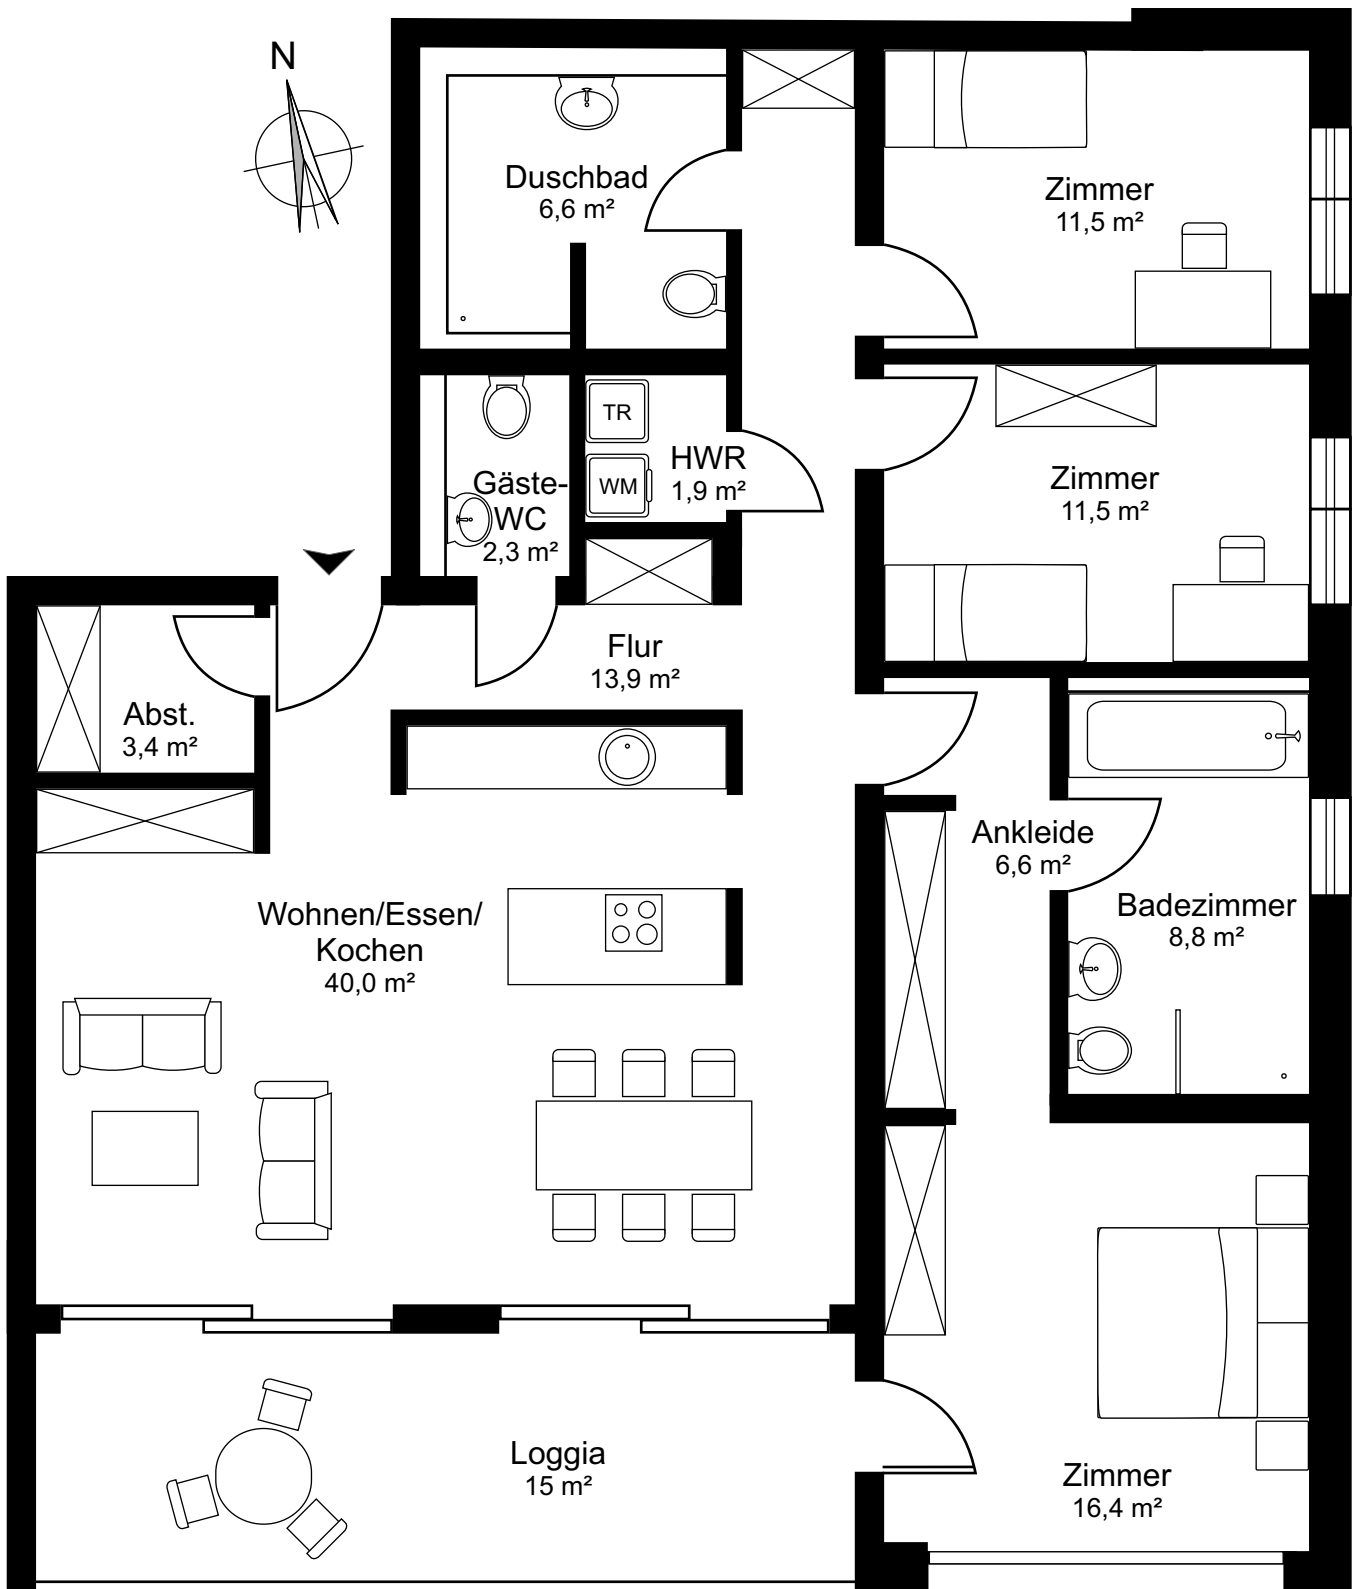 N
Duschbad
6,6 m²
Zimmer
11,5 m²
TR
WM
HWR
1,9 m²
Gäste-
WC
2,3 m²
Zimmer
11,5 m²
Flur
13,9 m²
Abst.
3,4 m²
Ankleide
6,6 m²
Badezimmer
8,8 m²
Wohnen/Essen/
Kochen
40,0 m²
Loggia
15 m²
Zimmer
16,4 m²